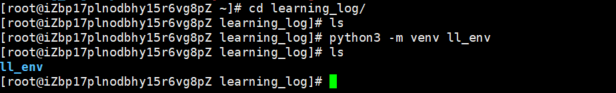 [root@iZbp17plnodbhy15r6vg8pZ ~]# cd learning_log/
[root@iZbp17plnodbhy15r6vg8pZ learning_log]# ls
[root@iZbp17plnodbhy15r6vg8pZ learning_log]# python3 -m venv ll_env
[root@iZbp17plnodbhy15r6vg8pZ learning_log]# ls
ll_env
[root@iZbp17plnodbhy15r6vg8pZ learning_log]#